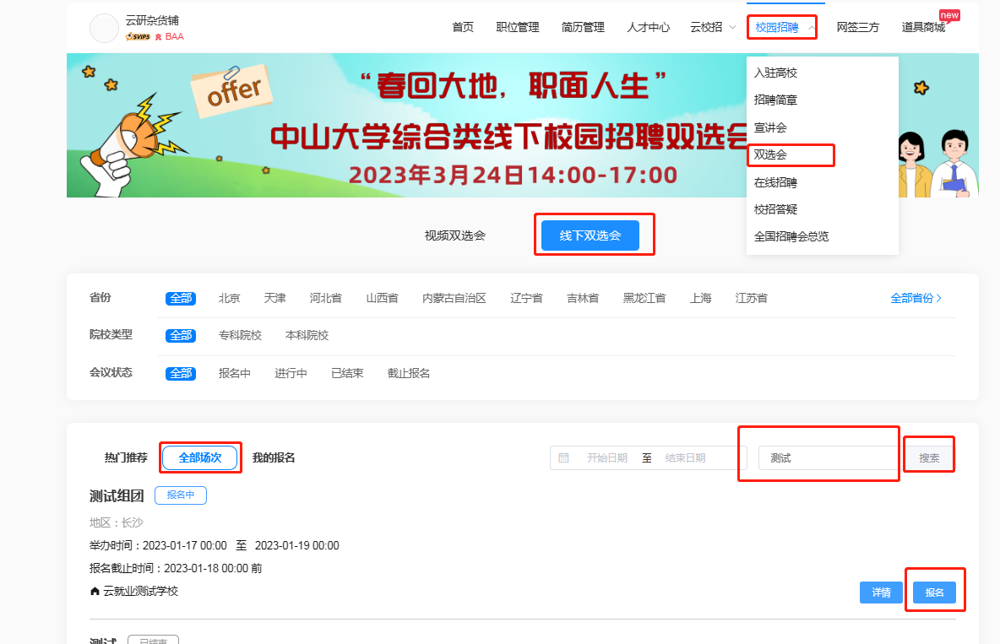 云研杂货铺
SVIP5 BAA
首页 职位管理 简历管理 人才中心 云校招 校园招聘 网签三方 道具商城 new
offer
“春回大地，职面人生”
中山大学综合类线下校园招聘双选会
2023年3月24日14:00-17:00
入驻高校
招聘简章
宣讲会
双选会
在线招聘
校招答疑
全国招聘会总览
视频双选会 线下双选会
省份 全部 北京 天津 河北省 山西省 内蒙古自治区 辽宁省 吉林省 黑龙江省 上海 江苏省 全部省份
院校类型 全部 专科院校 本科院校
会议状态 全部 报名中 进行中 已结束 截止报名
热门推荐 全部场次 我的报名 开始日期 至 结束日期 测试 搜索
测试组团 报名中
地区：长沙
举办时间：2023-01-17 00:00 至 2023-01-19 00:00
报名截止时间：2023-01-18 00:00 前
云就业测试学校 详情 报名
测试 已结束